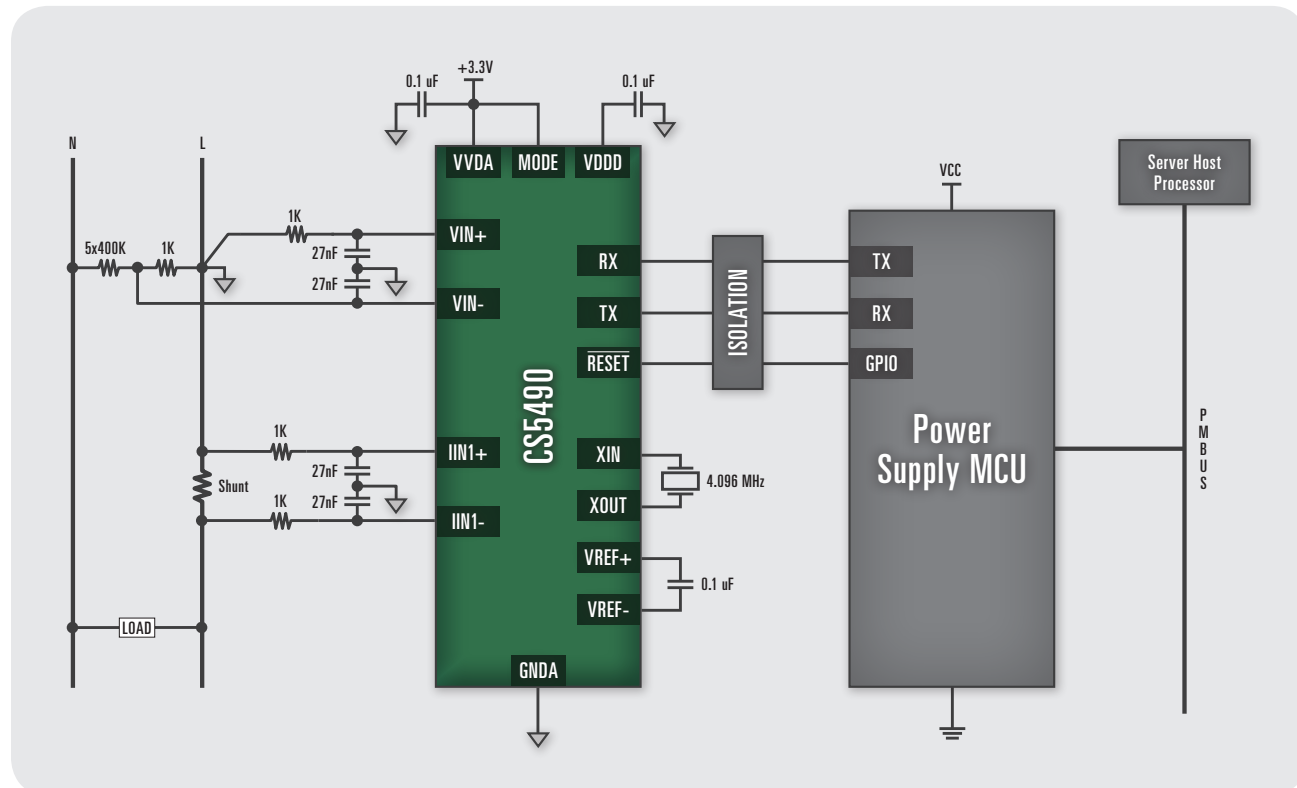 +3.3V
0.1 uF
0.1 uF
N
L
VVDA
MODE
VDDD
Server Host
Processor
VCC
1K
VIN+
5x400K
1K
27nF
27nF
VIN-
RX
TX
RESET
ISOLATION
TX
RX
GPIO
CS5490
Power
Supply MCU
PMBUS
1K
IIN1+
27nF
Shunt
27nF
1K
IIN1-
XIN
4.096 MHz
XOUT
VREF+
0.1 uF
VREF-
LOAD
GNDA